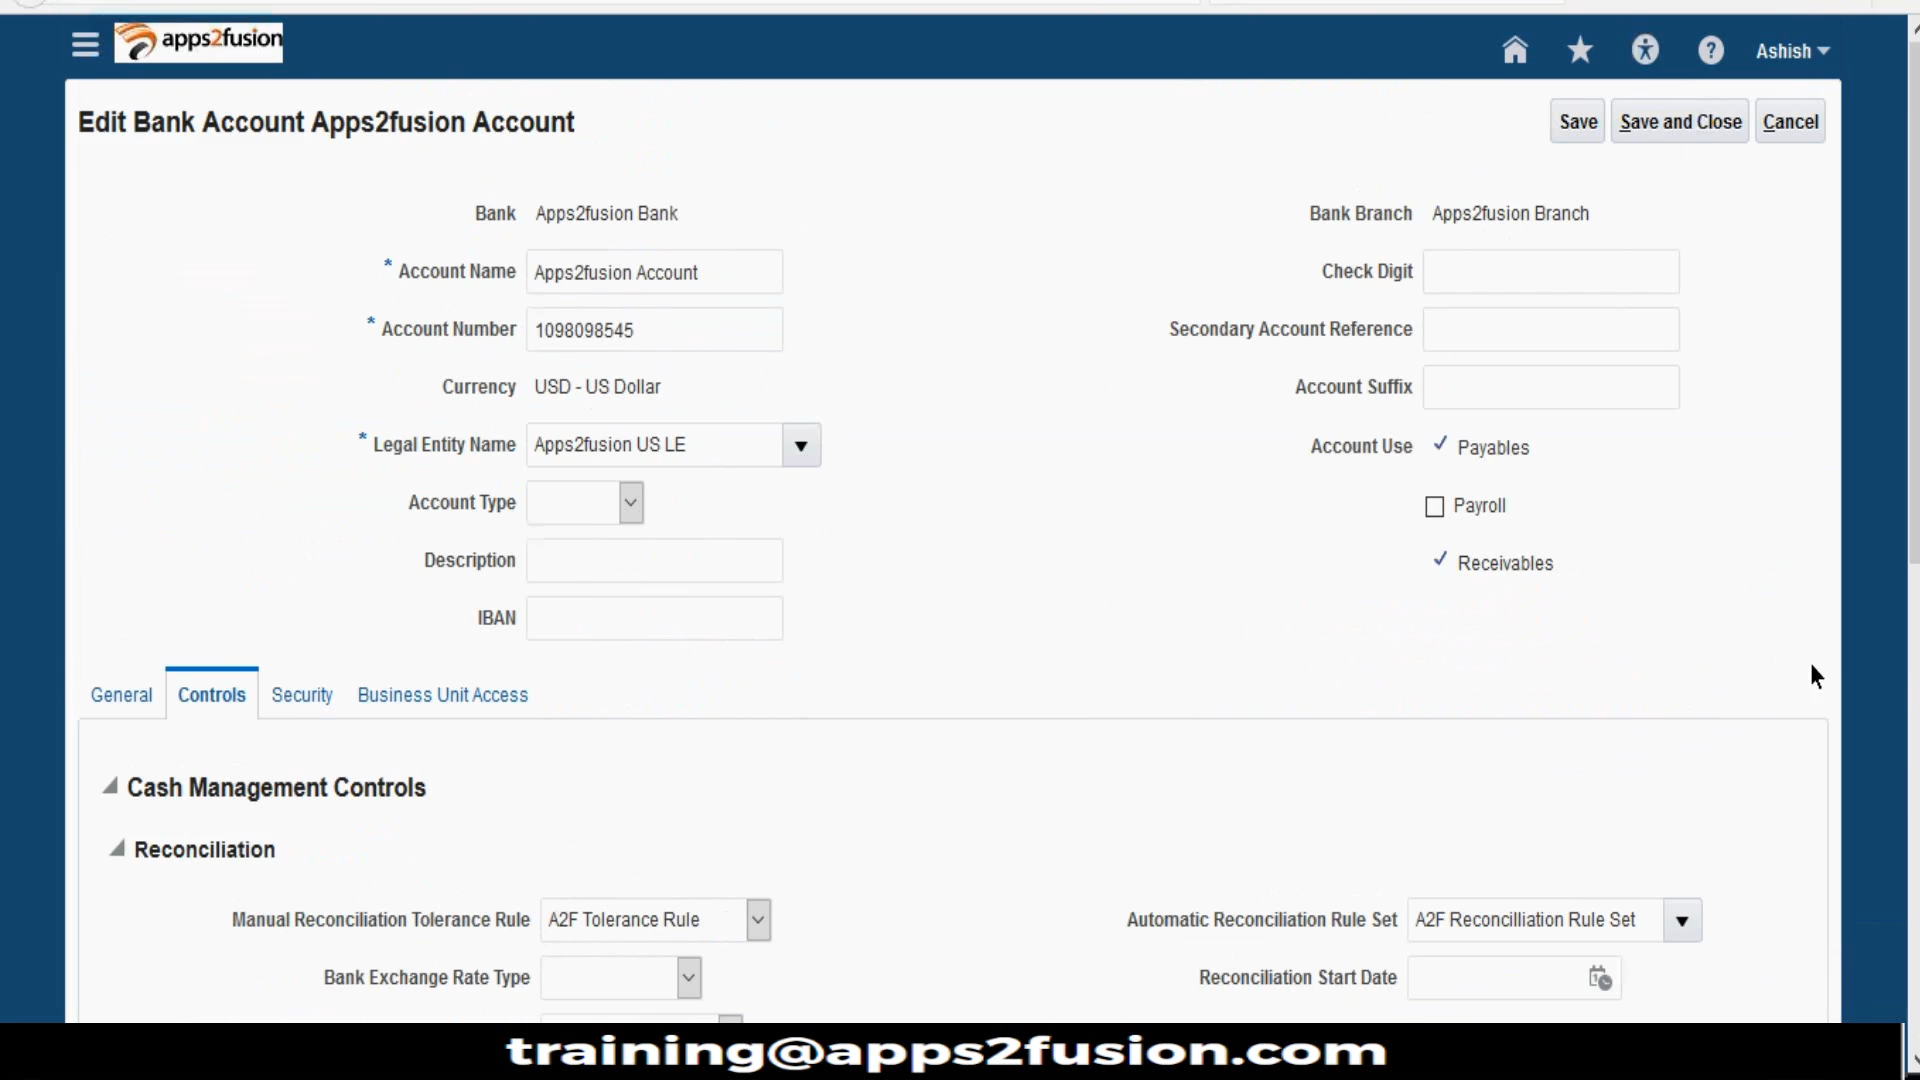 apps2fusion
Ashish
Edit Bank Account Apps2fusion Account
Save
Save and Close
Cancel
Bank Apps2fusion Bank
Bank Branch Apps2fusion Branch
* Account Name Apps2fusion Account
Check Digit
* Account Number 1098098545
Secondary Account Reference
Currency USD - US Dollar
Account Suffix
* Legal Entity Name Apps2fusion US LE
Account Use Payables
Account Type
Payroll
Description
Receivables
IBAN
General Controls Security Business Unit Access
Cash Management Controls
Reconciliation
Manual Reconciliation Tolerance Rule A2F Tolerance Rule
Automatic Reconciliation Rule Set A2F Reconcilliation Rule Set
Bank Exchange Rate Type
Reconciliation Start Date
training@apps2fusion.com